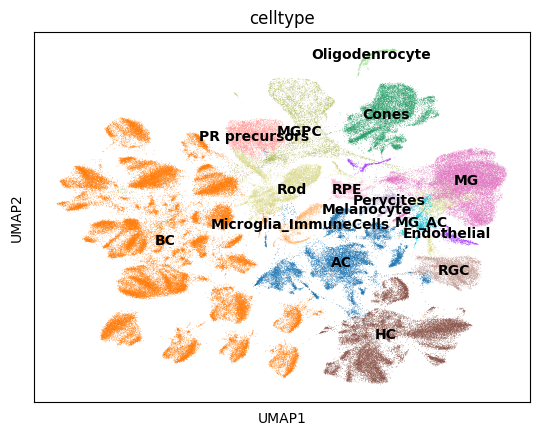 celltype
Oligodenrocyte
Cones
PR precursors
MGPC
MG
Rod
RPE
Perycites
Melanocyte
Microglia_ImmuneCells
MG_AC
Endothelial
BC
AC
RGC
HC
UMAP2
UMAP1